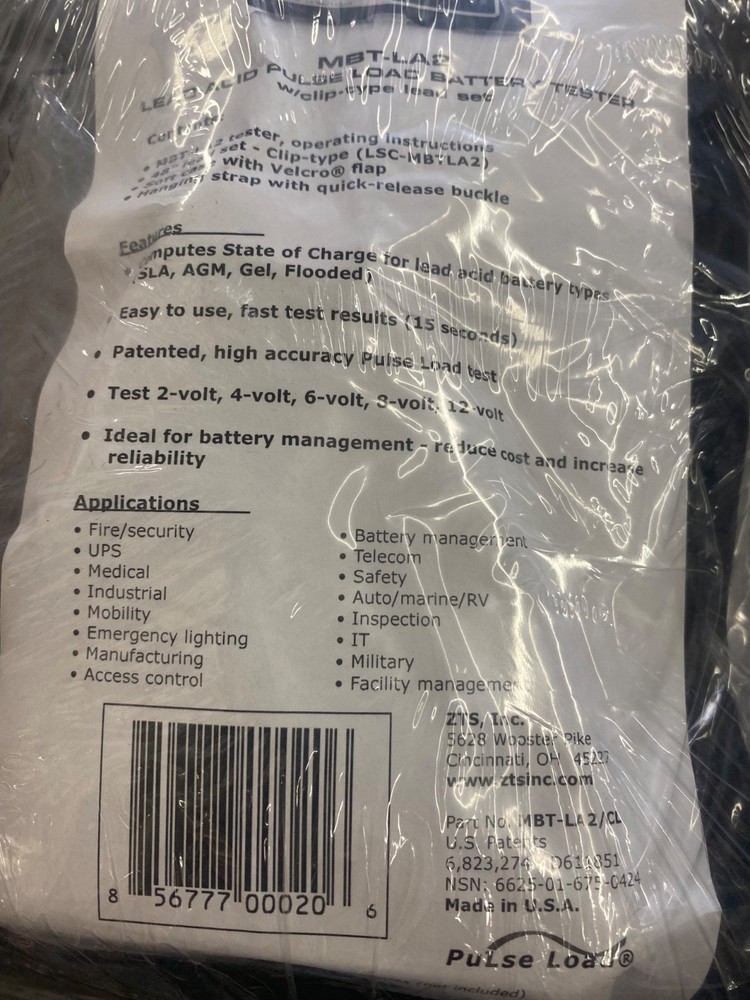 MBT-LA2
LEAD ACID PULSE LOAD BATTERY TESTER
w/clip-type lead set
Contents
• MBT-LA2 tester, operating instructions
set - Clip-type (LSC-MBTLA2)
• Soft case with Velcro® flap
• Hanging strap with quick-release buckle
Features
Computes State of Charge for lead acid battery types
(SLA, AGM, Gel, Flooded)
Easy to use, fast test results (15 seconds)
• Patented, high accuracy Pulse Load test
• Test 2-volt, 4-volt, 6-volt, 8-volt, 12-volt
• Ideal for battery management - reduce cost and increase
reliability
Applications
• Fire/security
• UPS
• Medical
• Industrial
• Mobility
• Emergency lighting
• Manufacturing
• Access control
• Battery management
• Telecom
• Safety
• Auto/marine/RV
• Inspection
• IT
• Military
• Facility management
8 56777 00020 6
ZTS, Inc.
5628 Wooster Pike
Cincinnati, OH 45227
www.ztsinc.com
Part No. MBT-LA2/CL
U.S. Patents
6,823,274 D611851
NSN: 6625-01-675-0424
Made in U.S.A.
PuLse Load®
(not included)